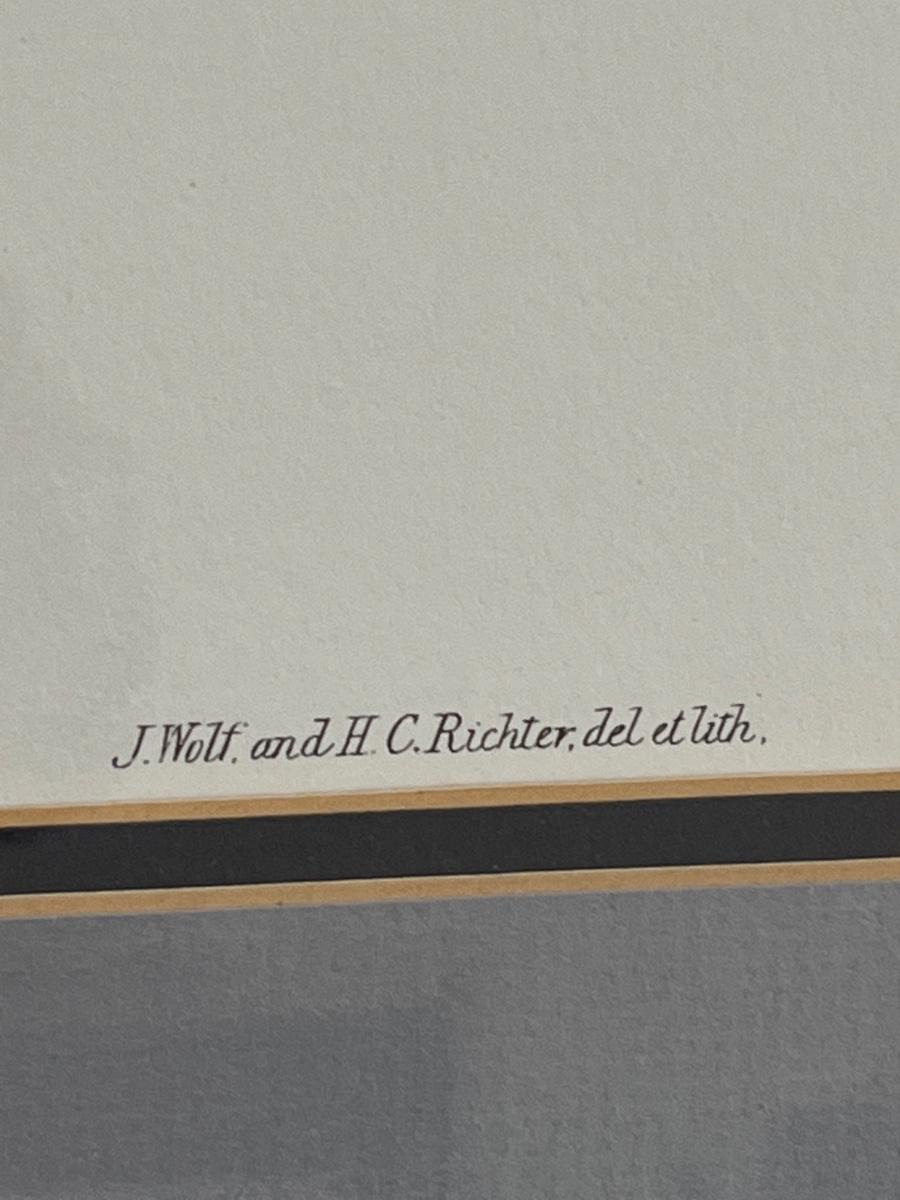 J. Wolf. and H. C. Richter, del et lith,